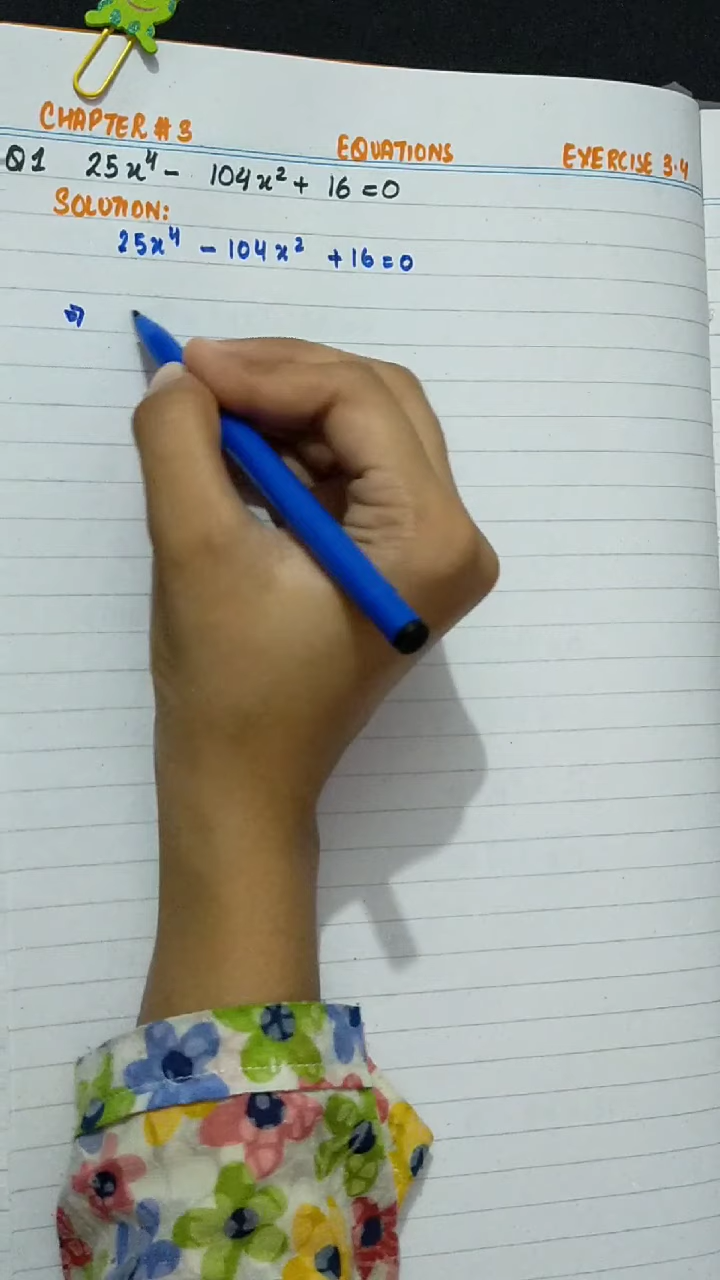 CHAPTER # 3 EQUATIONS EXERCISE 3.4
Q1 25x⁴ - 104x² + 16 = 0
SOLUTION:
25x⁴ - 104x² + 16 = 0
⇒